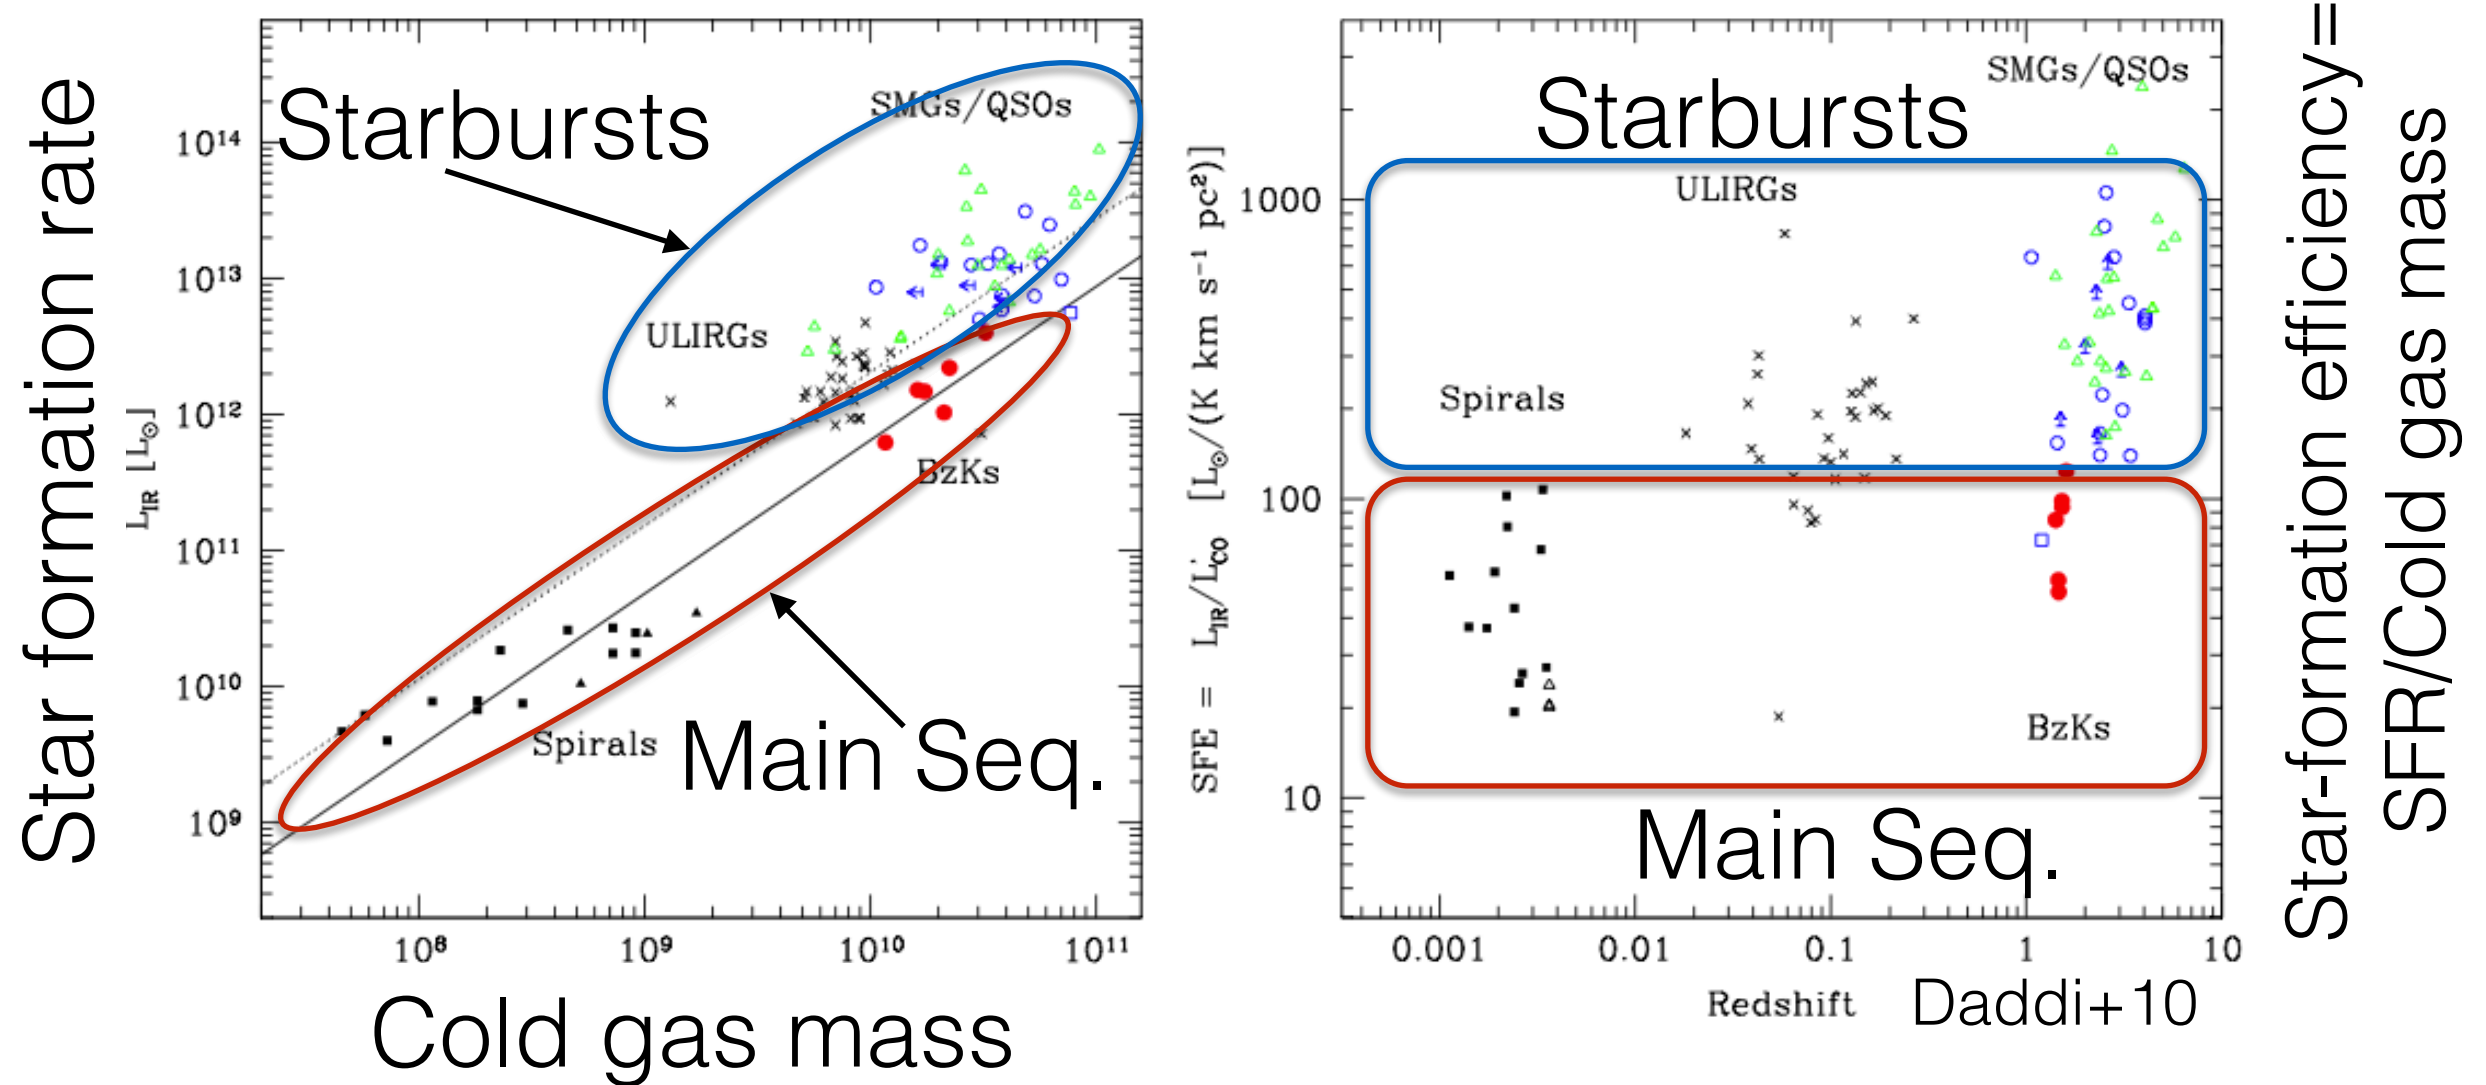 Star formation rate
L_IR [L_⊙]
10¹⁴
10¹³
10¹²
10¹¹
10¹⁰
10⁹
Starbursts
SMGs/QSOs
ULIRGs
BzKs
Spirals
Main Seq.
10⁸ 10⁹ 10¹⁰ 10¹¹
Cold gas mass
SFE = L_IR/L'_CO [L_⊙/(K km s⁻¹ pc²)]
1000
100
10
SMGs/QSOs
Starbursts
ULIRGs
Spirals
BzKs
Main Seq.
0.001 0.01 0.1 1 10
Redshift
Daddi+10
Star-formation efficiency=
SFR/Cold gas mass